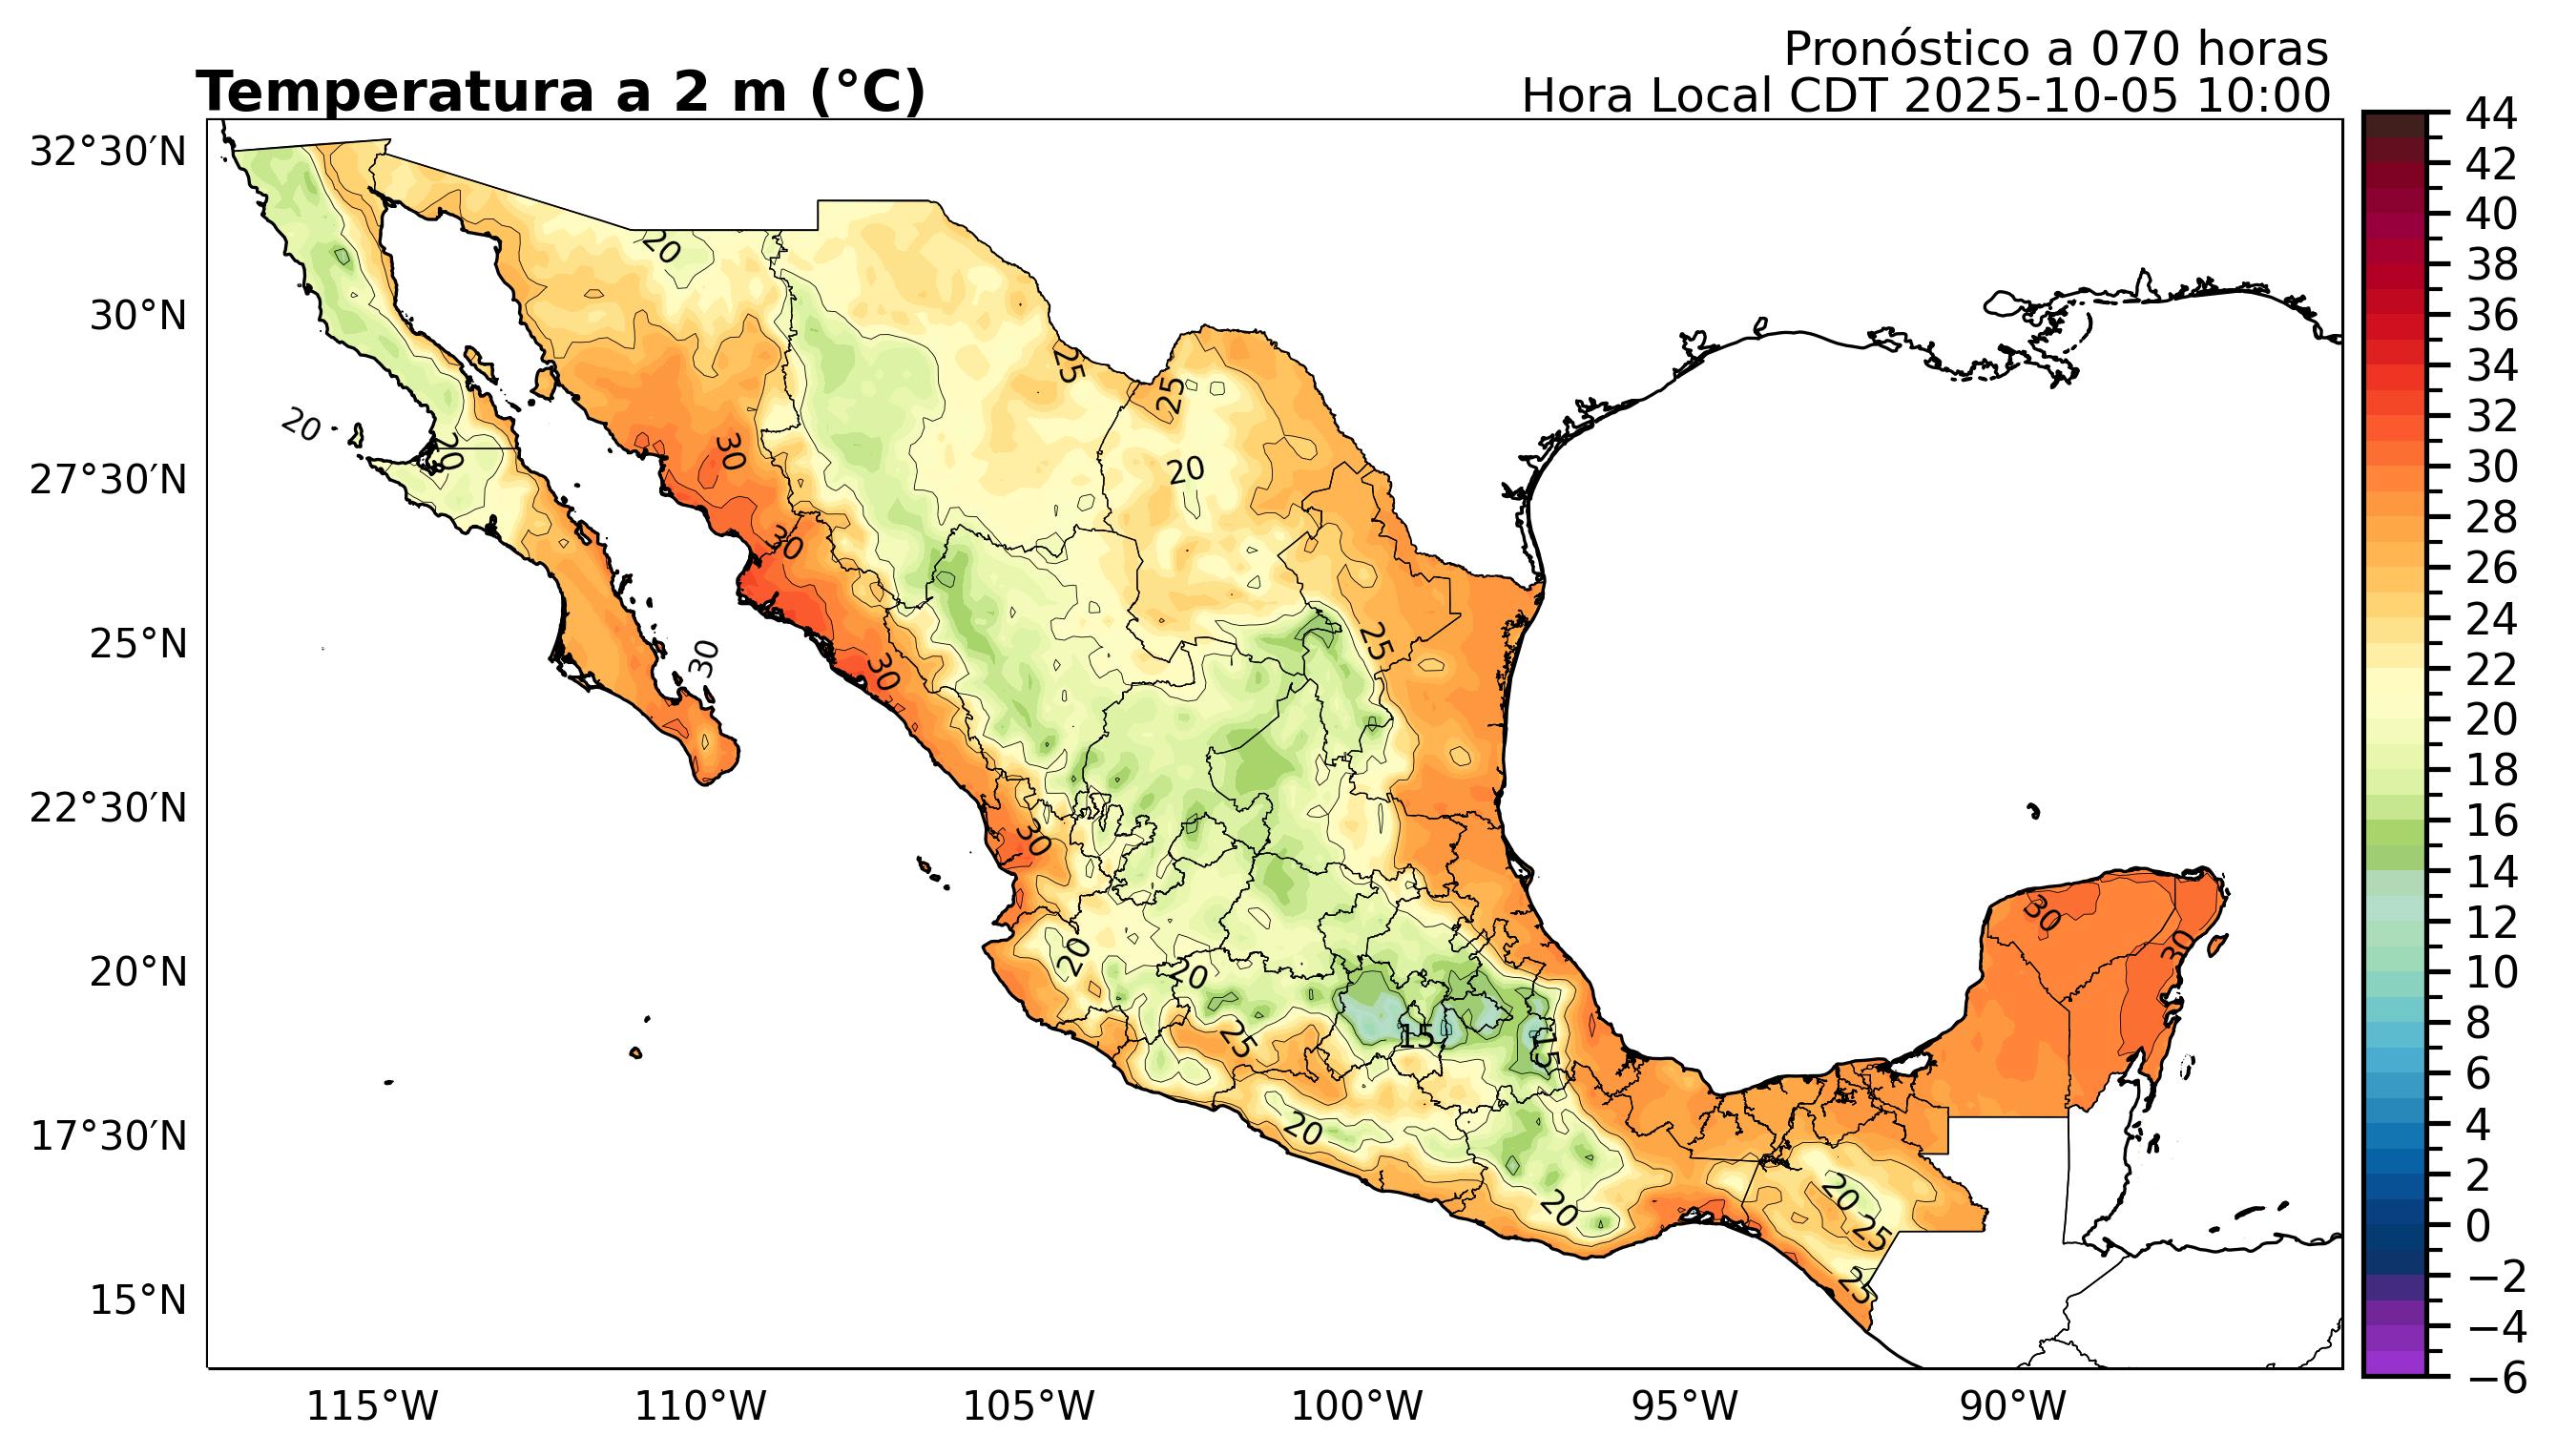 Pronóstico a 070 horas
Temperatura a 2 m (°C)
Hora Local CDT 2025-10-05 10:00
32°30′N
30°N
27°30′N
25°N
22°30′N
20°N
17°30′N
15°N
115°W
110°W
105°W
100°W
95°W
90°W
20
25
25
20
20
30
20
30
25
30
30
30
30
30
20
20
25
15
15
20
20
20
25
25
44
42
40
38
36
34
32
30
28
26
24
22
20
18
16
14
12
10
8
6
4
2
0
−2
−4
−6